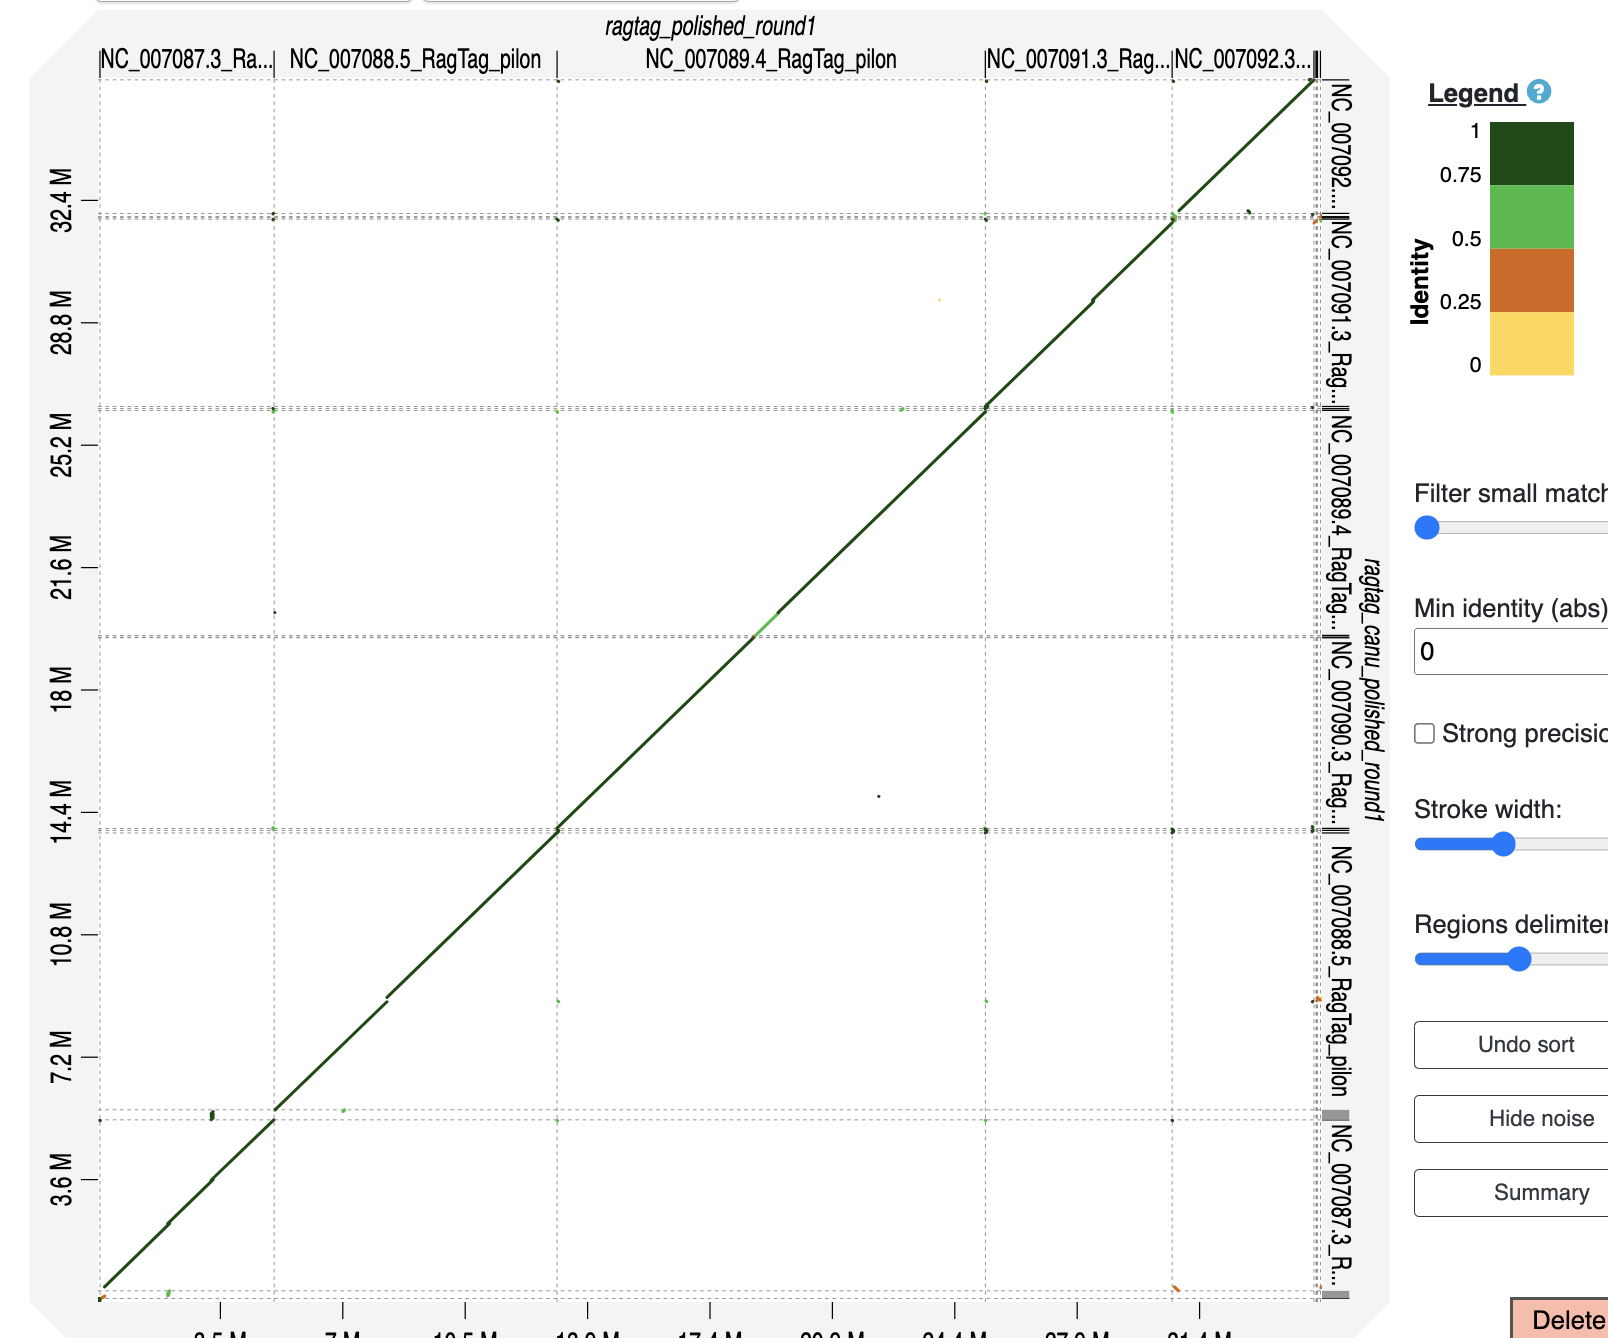 ragtag_polished_round1
NC_007087.3_Ra...
NC_007088.5_RagTag_pilon
NC_007089.4_RagTag_pilon
NC_007091.3_Rag...
NC_007092.3...
NC_007092....
NC_007091.3_Rag...
NC_007089.4_RagTag...
NC_007090.3_Rag...
NC_007088.5_RagTag_pilon
NC_007087.3_R...
ragtag_canu_polished_round1
32.4 M
28.8 M
25.2 M
21.6 M
18 M
14.4 M
10.8 M
7.2 M
3.6 M
7 M
Legend ?
1
0.75
0.5
0.25
0
Identity
Filter small match
Min identity (abs)
0
Strong precisio
Stroke width:
Regions delimiter
Undo sort
Hide noise
Summary
Delete